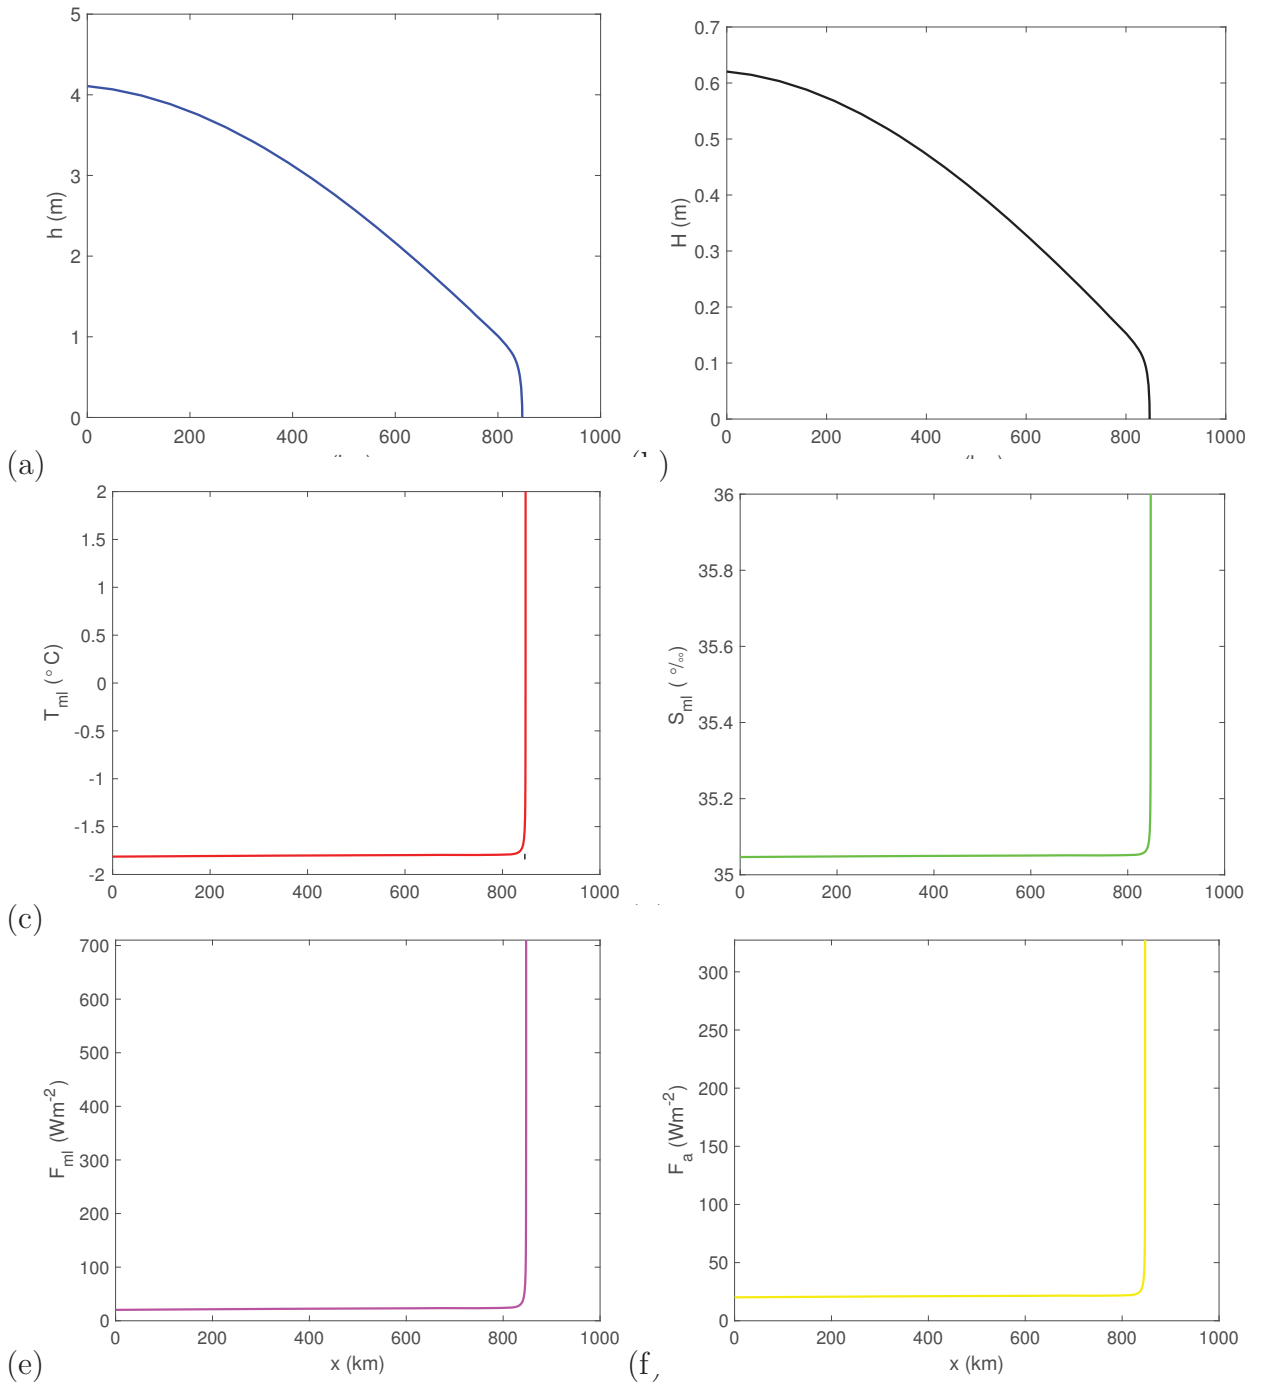 5
4
3
2
1
0
h (m)
0 200 400 600 800 1000
(a)
0.7
0.6
0.5
0.4
0.3
0.2
0.1
0
H (m)
0 200 400 600 800 1000
2
1.5
1
0.5
0
-0.5
-1
-1.5
-2
T_ml (°C)
0 200 400 600 800 1000
(c)
36
35.8
35.6
35.4
35.2
35
S_ml (°/∞)
0 200 400 600 800 1000
700
600
500
400
300
200
100
0
F_ml (Wm^-2)
0 200 400 600 800 1000
x (km)
(e)
300
250
200
150
100
50
0
F_a (Wm^-2)
0 200 400 600 800 1000
x (km)
(f